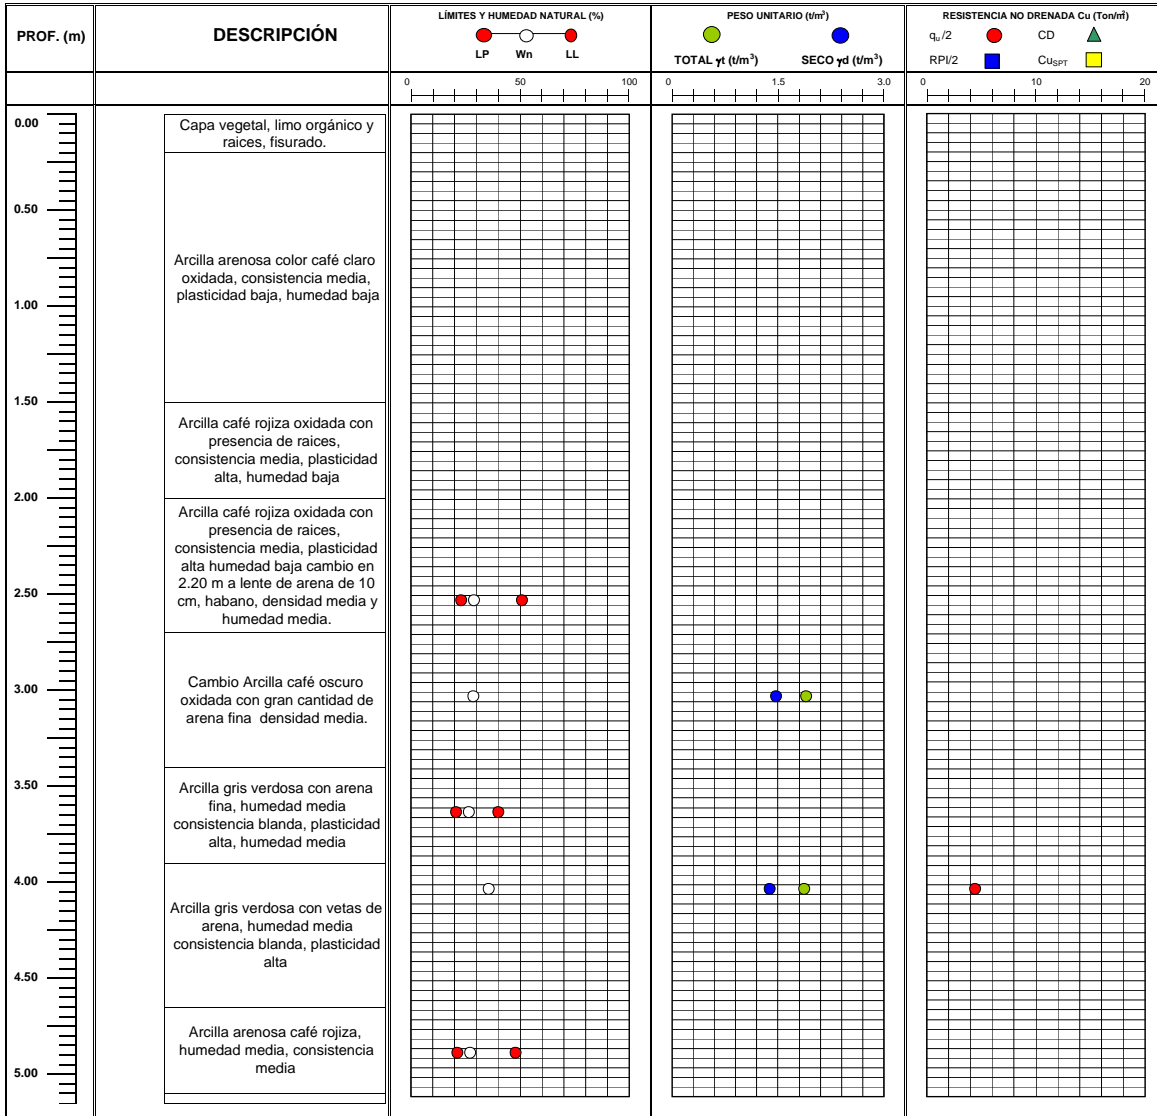 PROF. (m)
DESCRIPCIÓN
LÍMITES Y HUMEDAD NATURAL (%)
LP Wn LL
PESO UNITARIO (t/m³)
TOTAL γt (t/m³) SECO γd (t/m³)
RESISTENCIA NO DRENADA Cu (Ton/m²)
qᵤ/2 CD
RPI/2 Cu_SPT
0 50 100
0 1.5 3.0
0 10 20
0.00
Capa vegetal, limo orgánico y
raices, fisurado.
0.50
Arcilla arenosa color café claro
oxidada, consistencia media,
plasticidad baja, humedad baja
1.00
1.50
Arcilla café rojiza oxidada con
presencia de raices,
consistencia media, plasticidad
alta, humedad baja
2.00
Arcilla café rojiza oxidada con
presencia de raices,
consistencia media, plasticidad
alta humedad baja cambio en
2.20 m a lente de arena de 10
cm, habano, densidad media y
humedad media.
2.50
Cambio Arcilla café oscuro
oxidada con gran cantidad de
arena fina densidad media.
3.00
3.50
Arcilla gris verdosa con arena
fina, humedad media
consistencia blanda, plasticidad
alta, humedad media
4.00
Arcilla gris verdosa con vetas de
arena, humedad media
consistencia blanda, plasticidad
alta
4.50
Arcilla arenosa café rojiza,
humedad media, consistencia
media
5.00